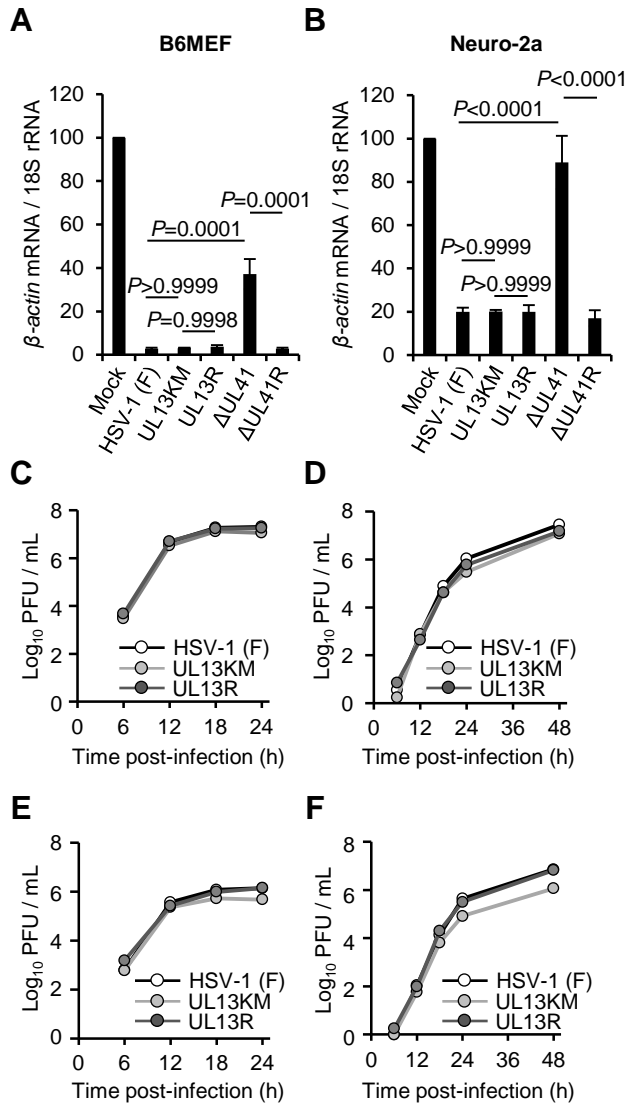 A
B6MEF
β-actin mRNA / 18S rRNA
120
100
80
60
40
20
0
P=0.0001
P=0.0001
P>0.9999
P=0.9998
Mock
HSV-1 (F)
UL13KM
UL13R
ΔUL41
ΔUL41R
B
Neuro-2a
β-actin mRNA / 18S rRNA
120
100
80
60
40
20
0
P<0.0001
P<0.0001
P>0.9999
P>0.9999
Mock
HSV-1 (F)
UL13KM
UL13R
ΔUL41
ΔUL41R
C
Log10 PFU / mL
8
6
4
2
0
HSV-1 (F)
UL13KM
UL13R
0 6 12 18 24
Time post-infection (h)
D
Log10 PFU / mL
8
6
4
2
0
HSV-1 (F)
UL13KM
UL13R
0 12 24 36 48
Time post-infection (h)
E
Log10 PFU / mL
8
6
4
2
0
HSV-1 (F)
UL13KM
UL13R
0 6 12 18 24
Time post-infection (h)
F
Log10 PFU / mL
8
6
4
2
0
HSV-1 (F)
UL13KM
UL13R
0 12 24 36 48
Time post-infection (h)